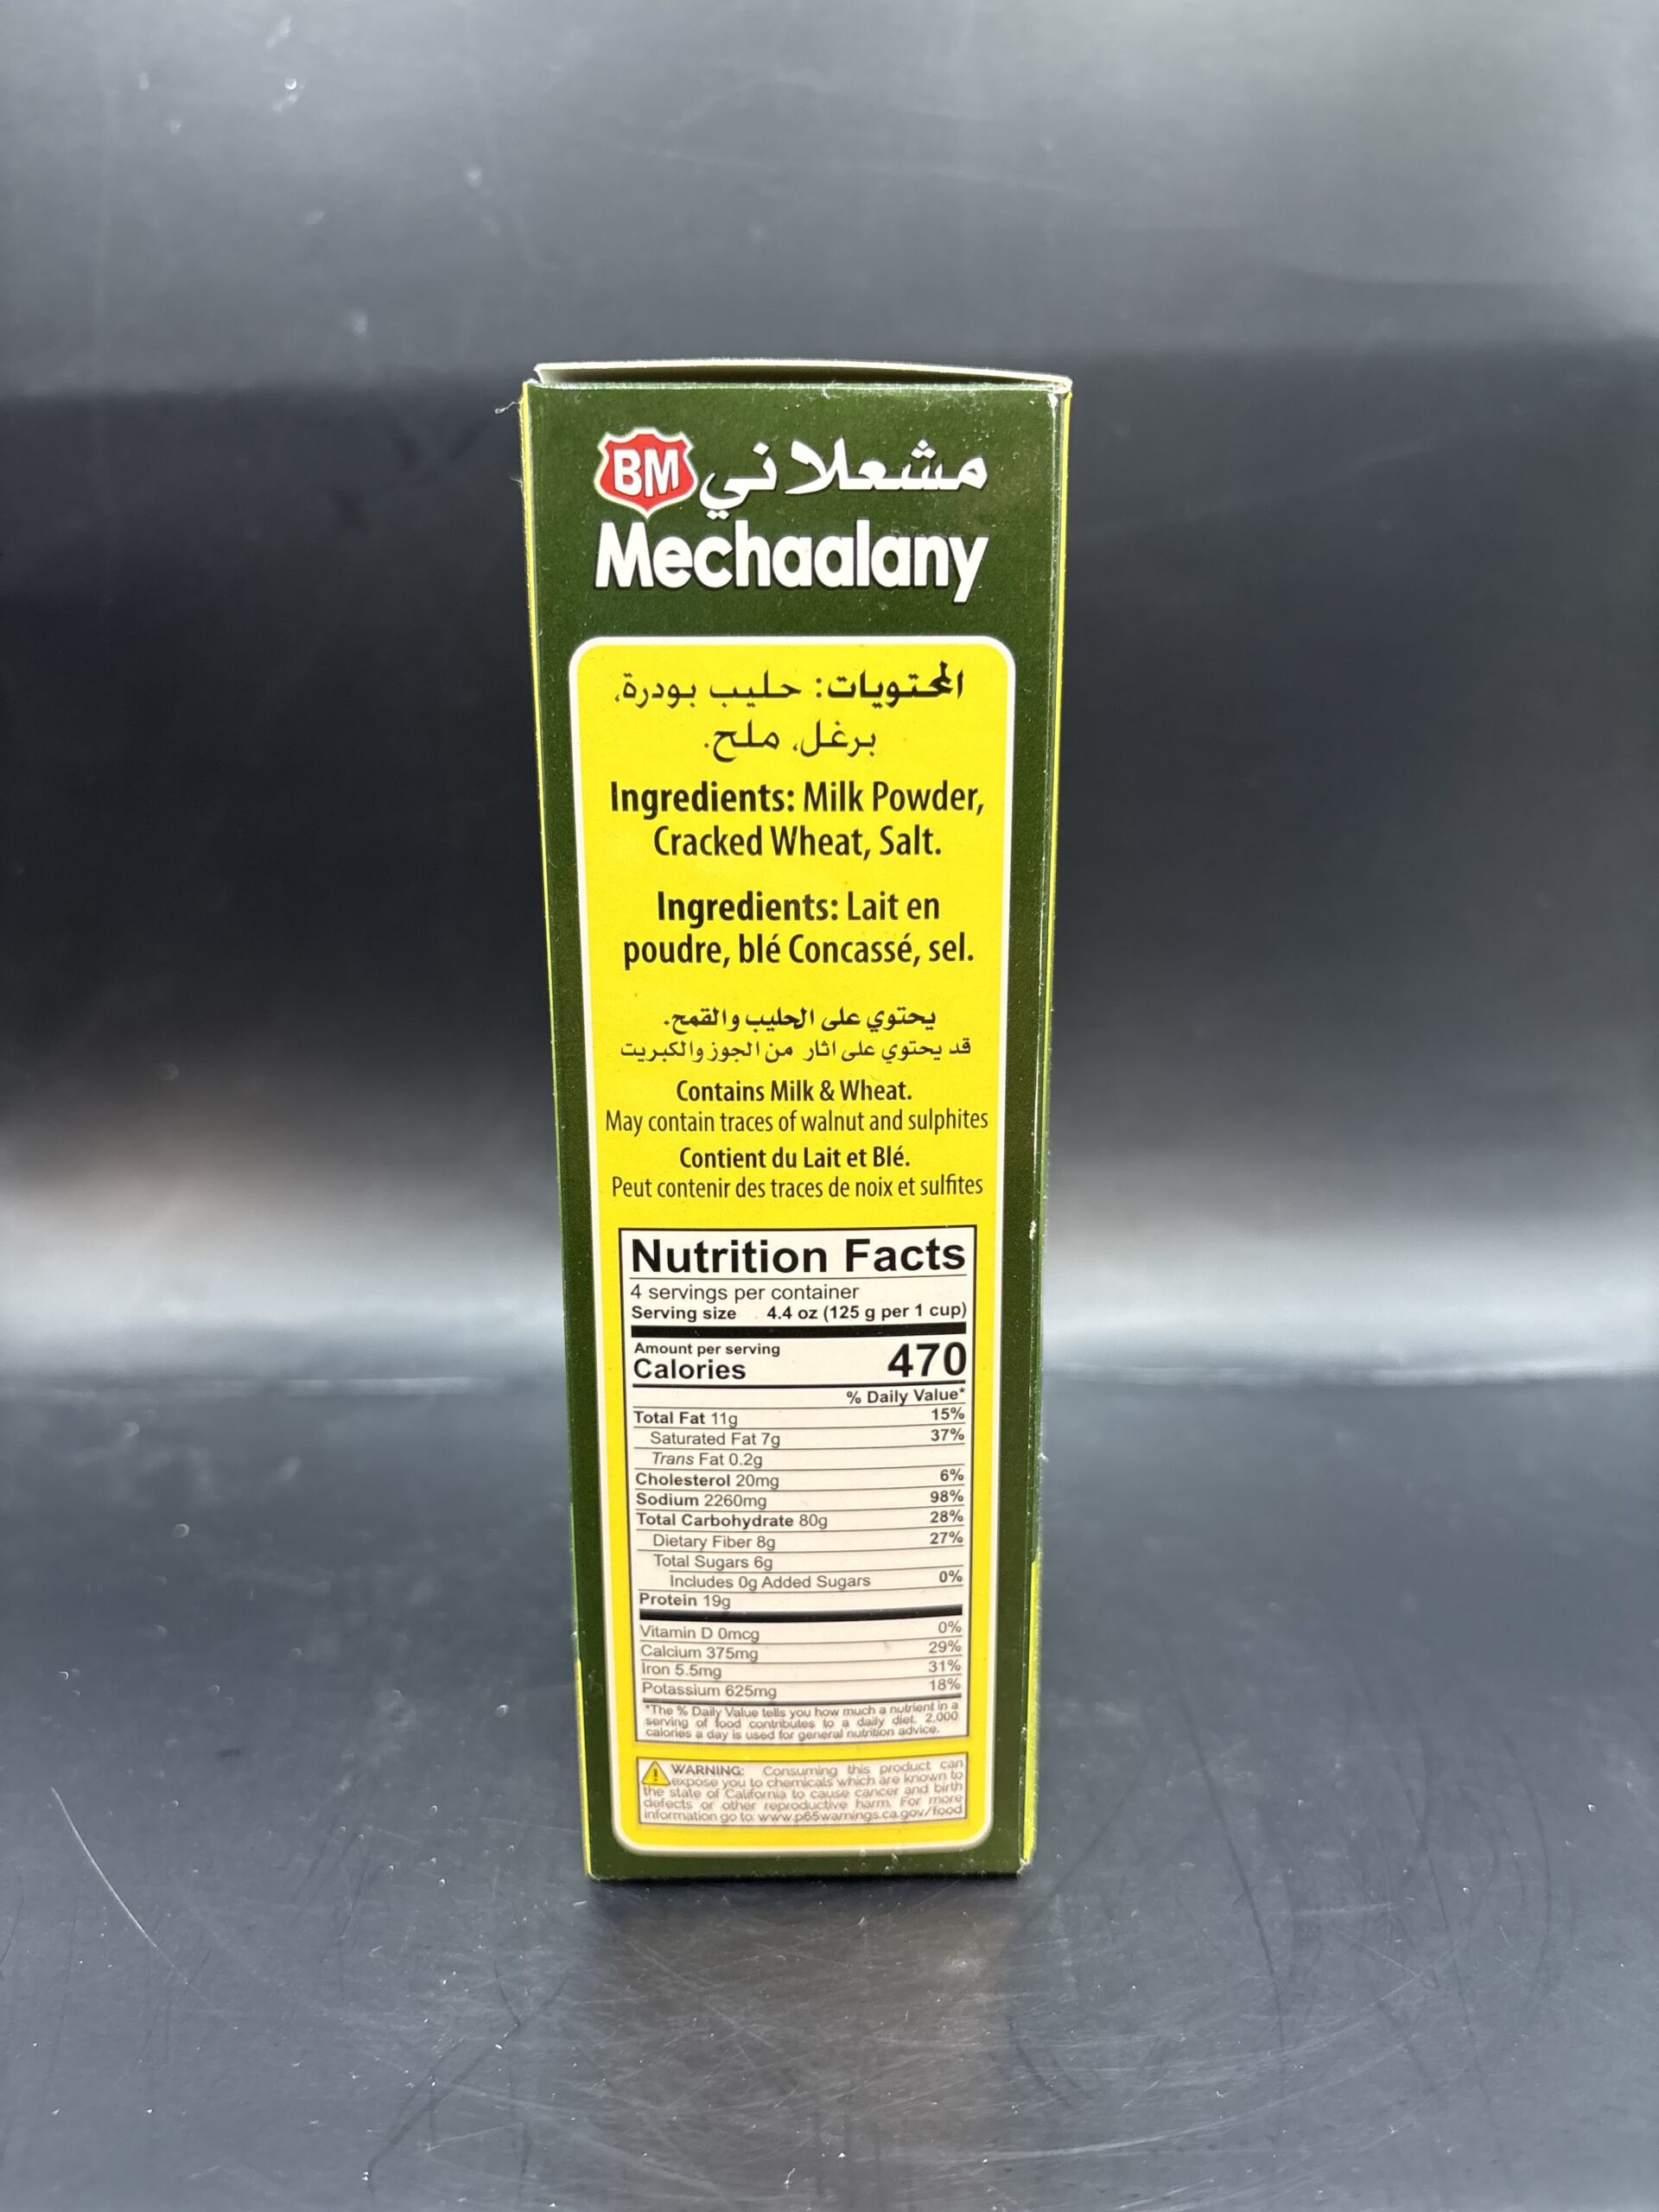 BM مشعلاني
Mechaalany
المحتويات: حليب بودرة،
برغل، ملح.
Ingredients: Milk Powder,
Cracked Wheat, Salt.
Ingredients: Lait en
poudre, blé Concassé, sel.
يحتوي على الحليب والقمح.
قد يحتوي على اثار من الجوز والكبريت
Contains Milk & Wheat.
May contain traces of walnut and sulphites
Contient du Lait et Blé.
Peut contenir des traces de noix et sulfites
Nutrition Facts
4 servings per container
Serving size 4.4 oz (125 g per 1 cup)
Amount per serving
Calories 470
% Daily Value*
Total Fat 11g 15%
Saturated Fat 7g 37%
Trans Fat 0.2g
Cholesterol 20mg 6%
Sodium 2260mg 98%
Total Carbohydrate 80g 28%
Dietary Fiber 8g 27%
Total Sugars 6g
Includes 0g Added Sugars 0%
Protein 19g
Vitamin D 0mcg 0%
Calcium 375mg 29%
Iron 5.5mg 31%
Potassium 625mg 18%
*The % Daily Value tells you how much a nutrient in a
serving of food contributes to a daily diet. 2,000
calories a day is used for general nutrition advice.
WARNING: Consuming this product can
expose you to chemicals which are known to
the state of California to cause cancer and birth
defects or other reproductive harm. For more
information go to: www.p65warnings.ca.gov/food